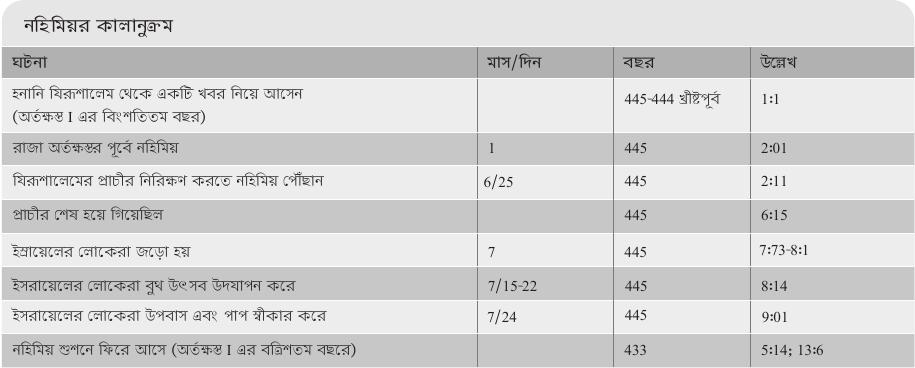 নহিমিয়র কালানুক্রম
ঘটনা মাস/দিন বছর উল্লেখ
হনানি যিরূশালেম থেকে একটি খবর নিয়ে আসেন
(অর্তক্ষস্ত I এর বিংশতিতম বছর) 445-444 খ্রীষ্টপূর্ব 1:1
রাজা অর্তক্ষস্তর পূর্বে নহিমিয় 1 445 2:01
যিরূশালেমের প্রাচীর নিরিক্ষণ করতে নহিমিয় পৌঁছান 6/25 445 2:11
প্রাচীর শেষ হয়ে গিয়েছিল 445 6:15
ইস্রায়েলের লোকেরা জড়ো হয় 7 445 7:73-8:1
ইসরায়েলের লোকেরা বুথ উৎসব উদযাপন করে 7/15-22 445 8:14
ইসরায়েলের লোকেরা উপবাস এবং পাপ স্বীকার করে 7/24 445 9:01
নহিমিয় শুশনে ফিরে আসে (অর্তক্ষস্ত I এর বত্রিশতম বছরে) 433 5:14; 13:6